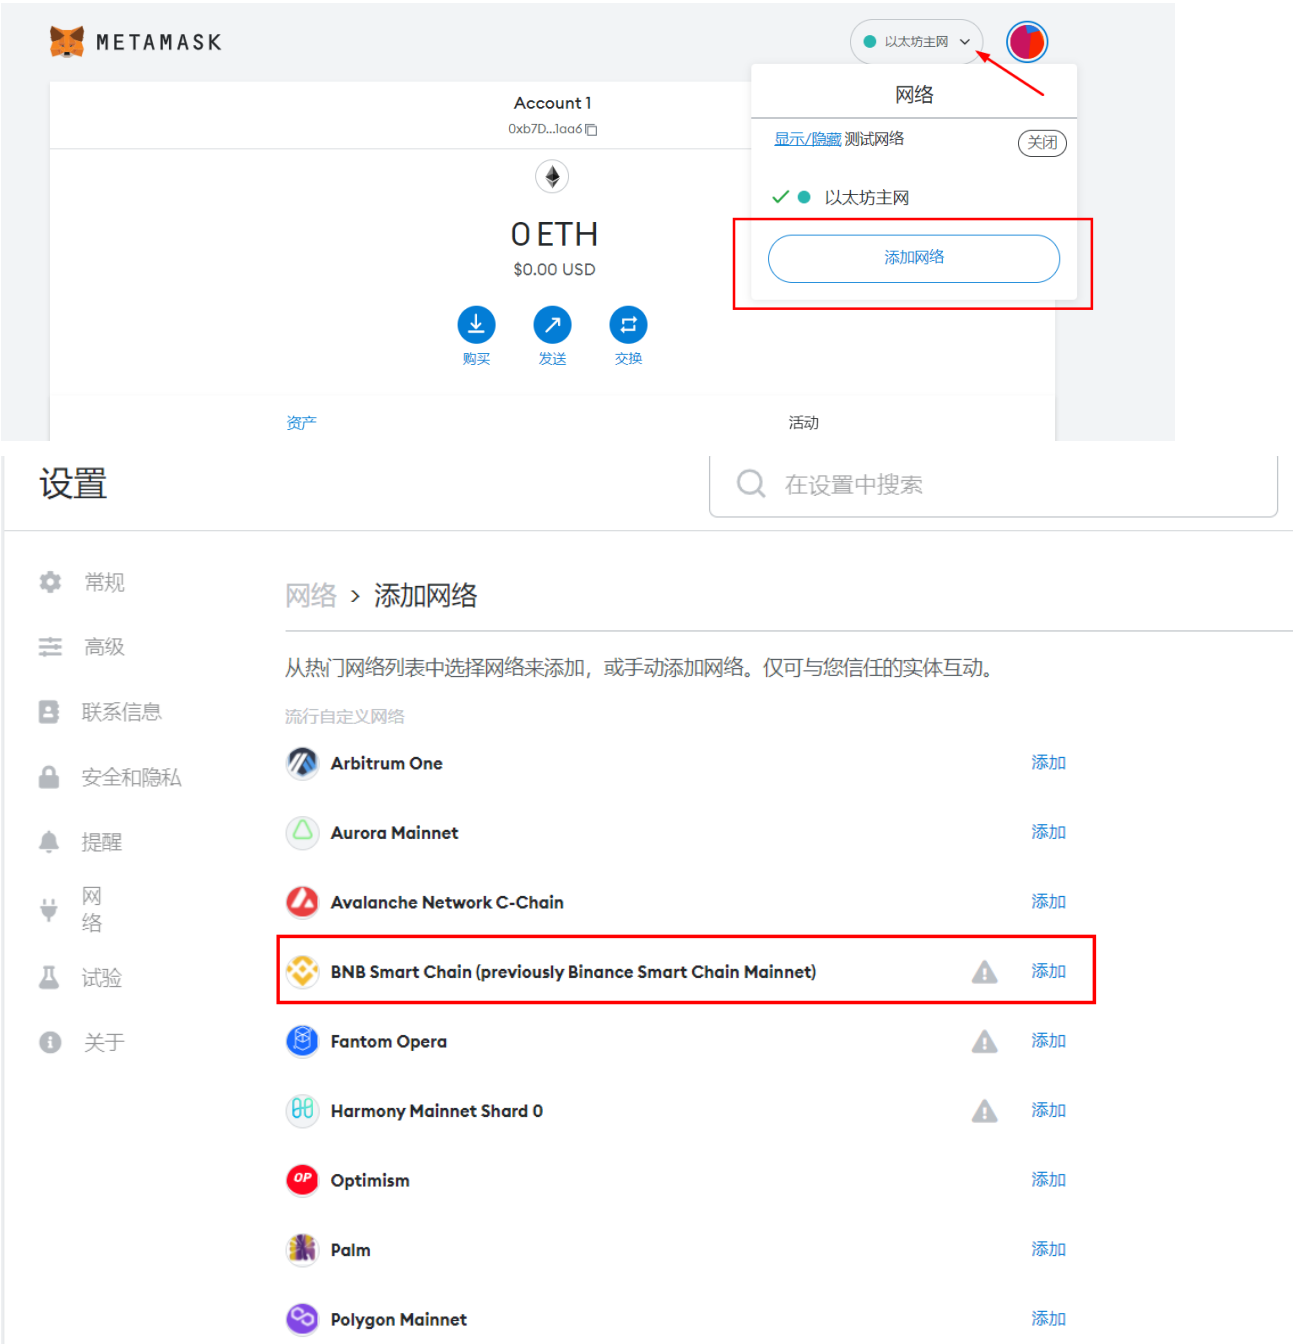 METAMASK
以太坊主网
Account 1
0xb7D...1aa6
网络
显示/隐藏 测试网络
关闭
以太坊主网
0 ETH
$0.00 USD
添加网络
购买
发送
交换
资产
活动
设置
在设置中搜索
常规
高级
联系信息
安全和隐私
提醒
网
络
试验
关于
网络 > 添加网络
从热门网络列表中选择网络来添加，或手动添加网络。仅可与您信任的实体互动。
流行自定义网络
Arbitrum One
添加
Aurora Mainnet
添加
Avalanche Network C-Chain
添加
BNB Smart Chain (previously Binance Smart Chain Mainnet)
添加
Fantom Opera
添加
Harmony Mainnet Shard 0
添加
OP
Optimism
添加
Palm
添加
Polygon Mainnet
添加